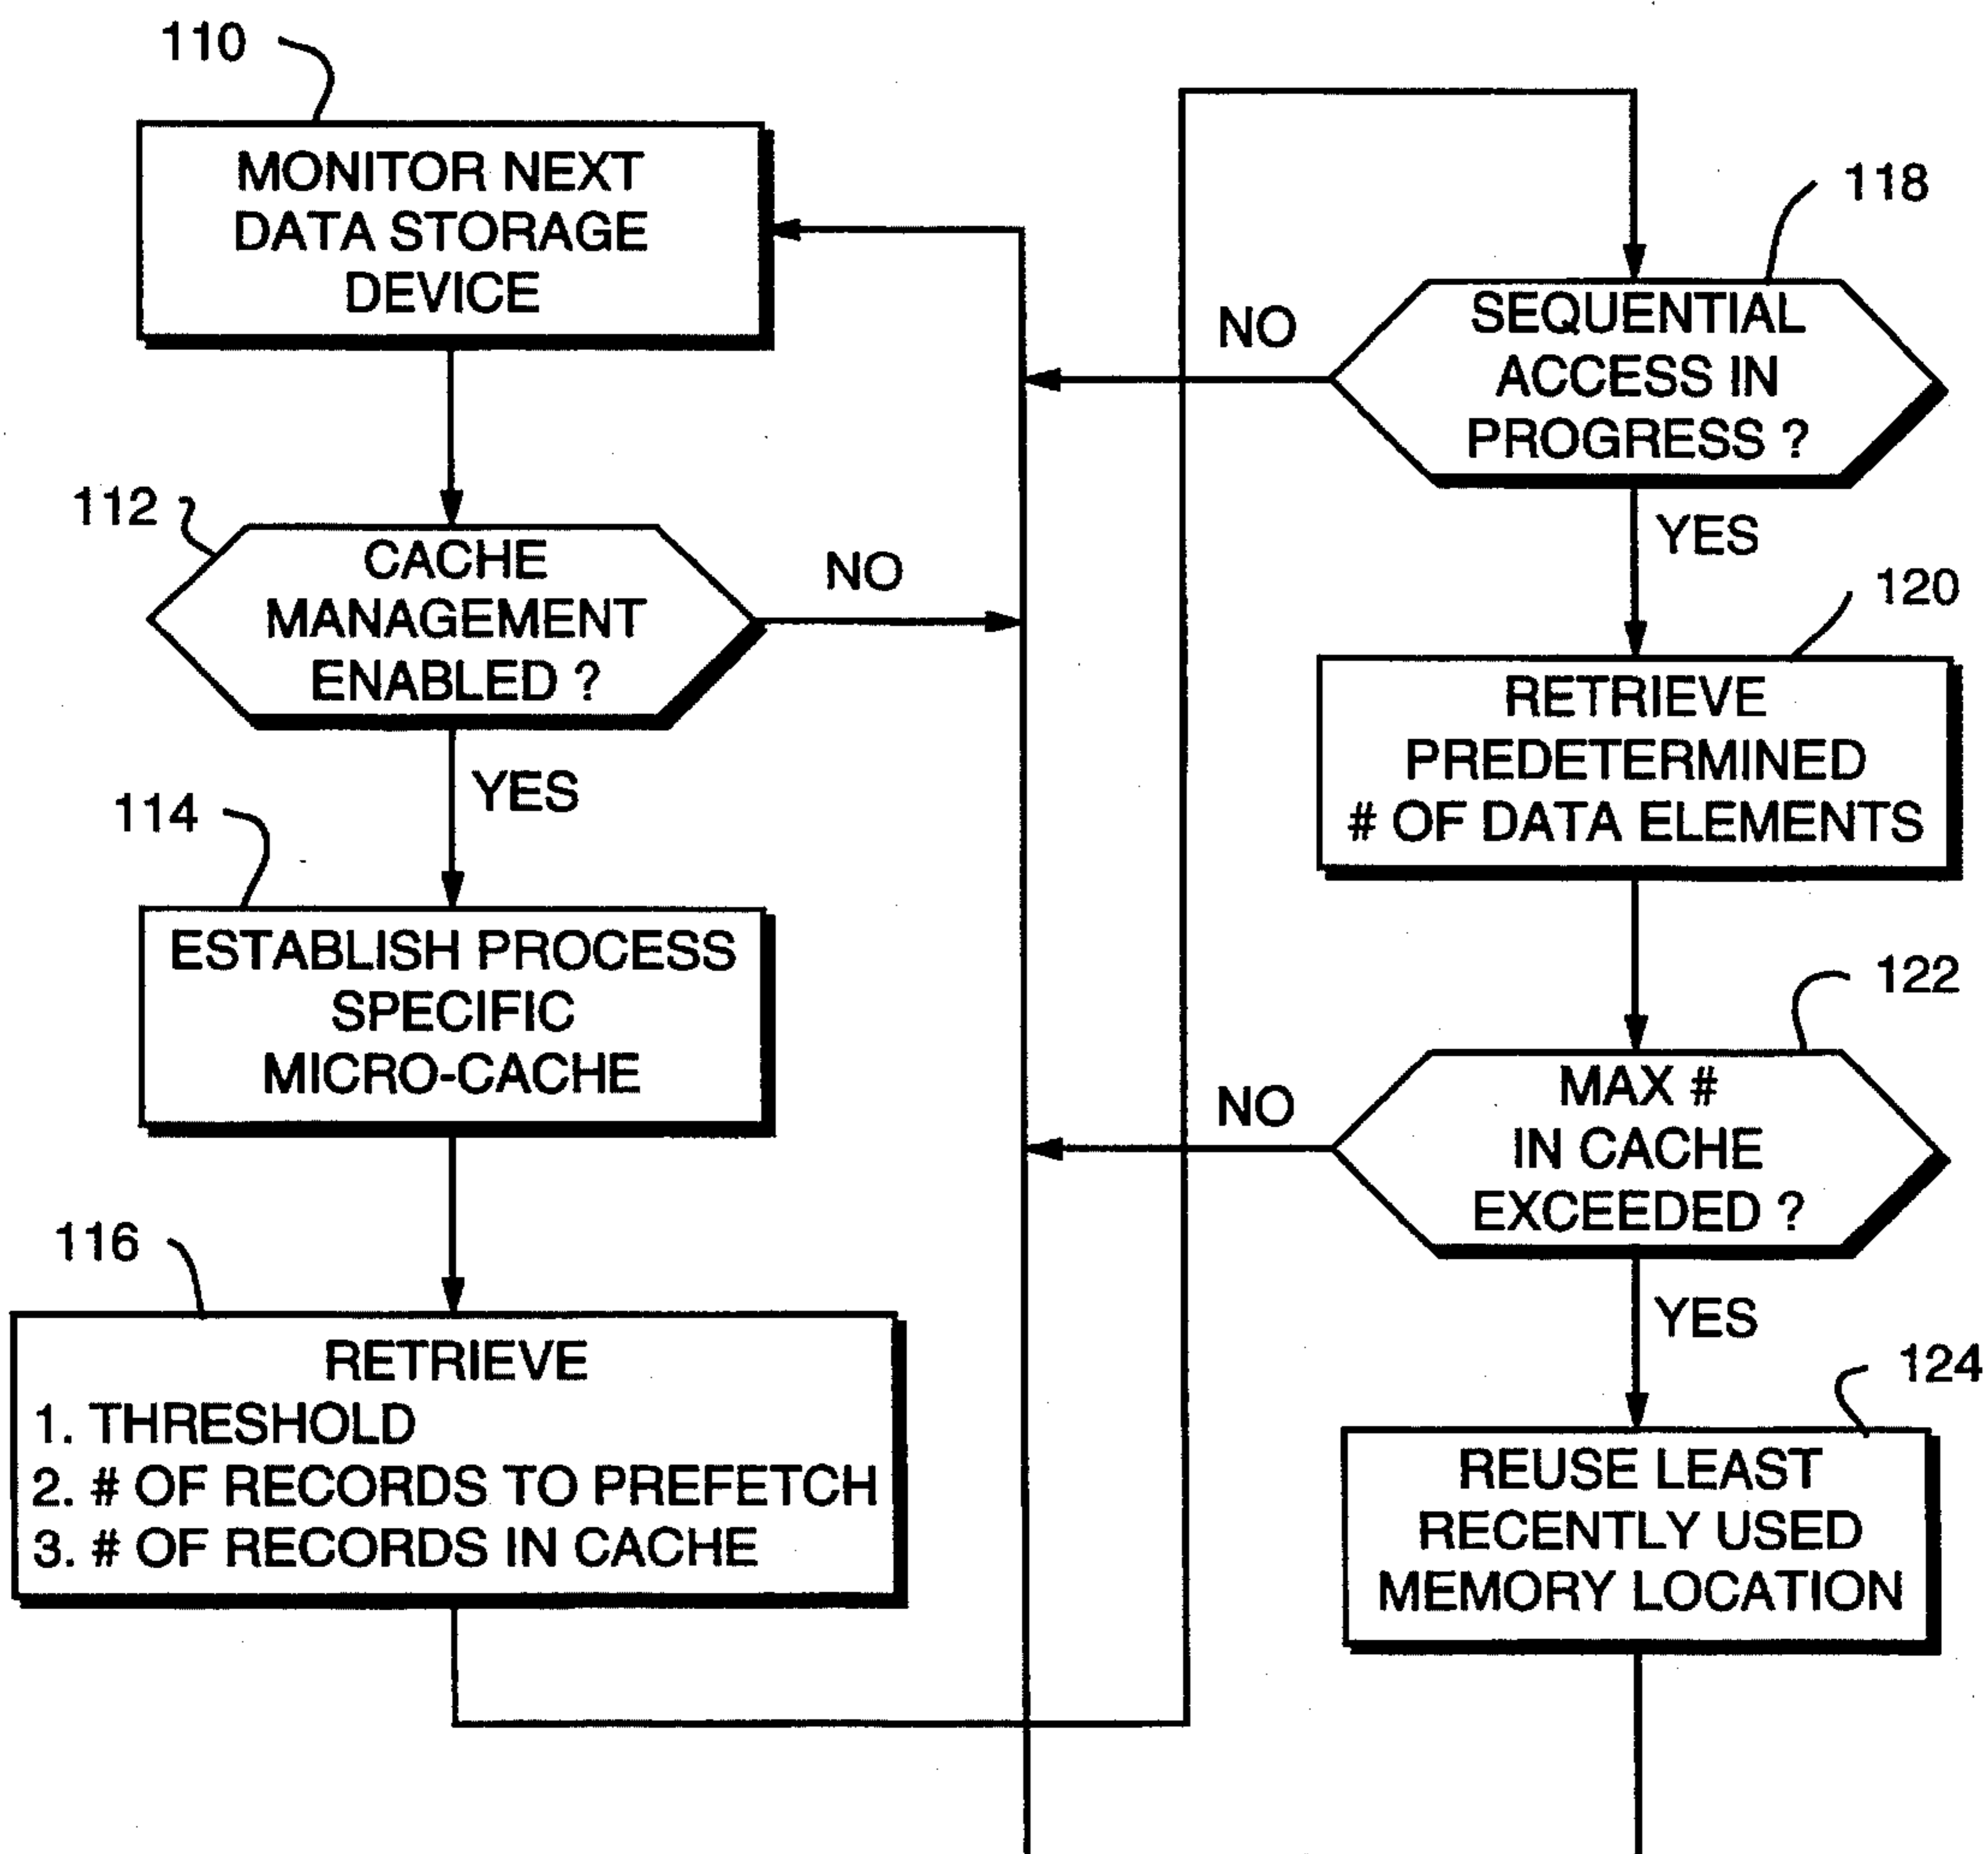 110
MONITOR NEXT
DATA STORAGE
DEVICE
112
CACHE
MANAGEMENT
ENABLED ?
NO
YES
114
ESTABLISH PROCESS
SPECIFIC
MICRO-CACHE
116
RETRIEVE
1. THRESHOLD
2. # OF RECORDS TO PREFETCH
3. # OF RECORDS IN CACHE
118
SEQUENTIAL
ACCESS IN
PROGRESS ?
NO
YES
120
RETRIEVE
PREDETERMINED
# OF DATA ELEMENTS
122
MAX #
IN CACHE
EXCEEDED ?
NO
YES
124
REUSE LEAST
RECENTLY USED
MEMORY LOCATION